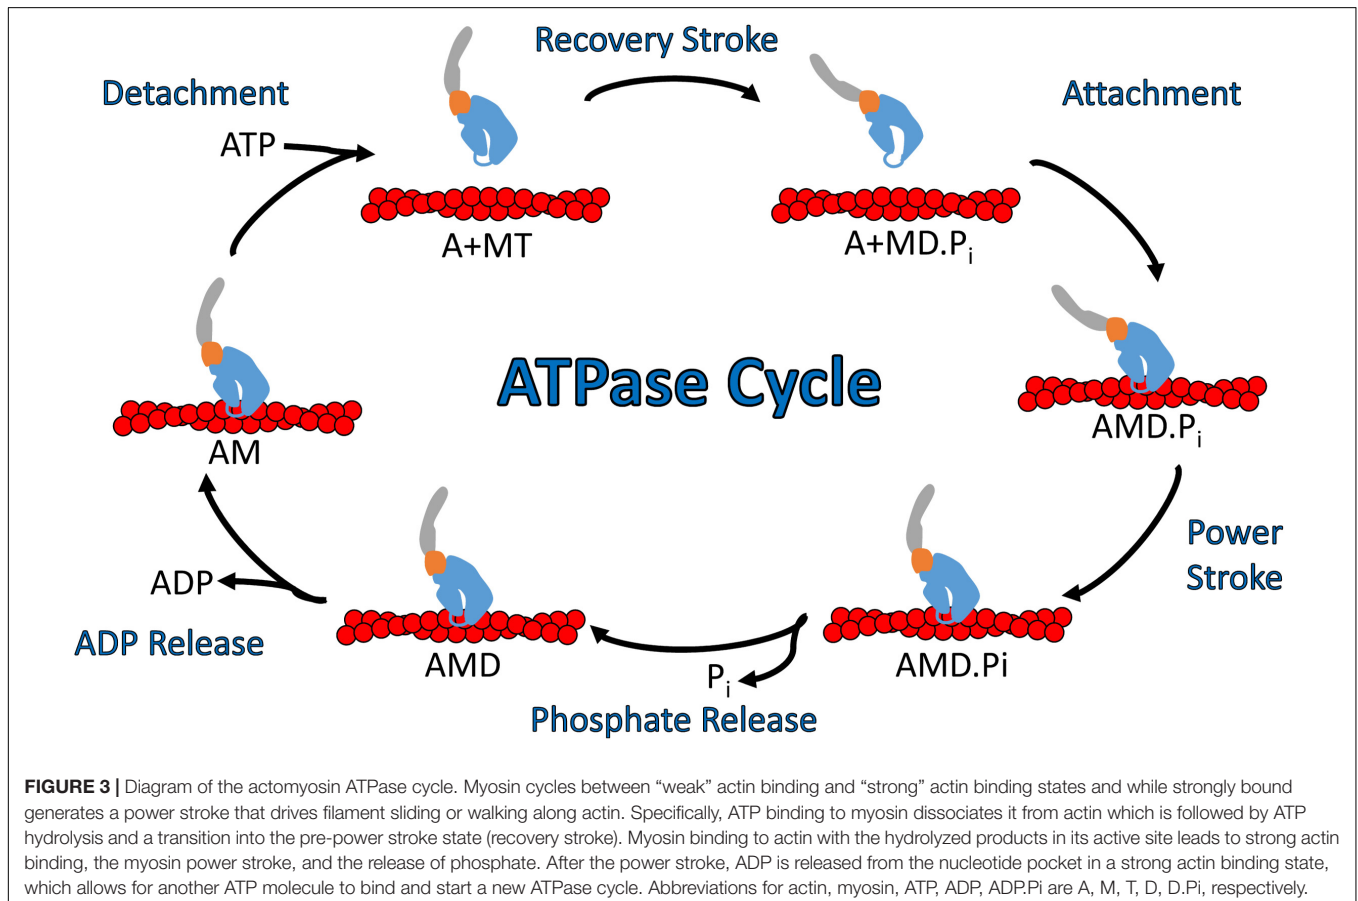 Recovery Stroke
Detachment
Attachment
ATP
A+MT
A+MD.Pi
ATPase Cycle
AM
AMD.Pi
Power
Stroke
ADP
AMD
AMD.Pi
ADP Release
Pi
Phosphate Release
FIGURE 3 | Diagram of the actomyosin ATPase cycle. Myosin cycles between “weak” actin binding and “strong” actin binding states and while strongly bound
generates a power stroke that drives filament sliding or walking along actin. Specifically, ATP binding to myosin dissociates it from actin which is followed by ATP
hydrolysis and a transition into the pre-power stroke state (recovery stroke). Myosin binding to actin with the hydrolyzed products in its active site leads to strong actin
binding, the myosin power stroke, and the release of phosphate. After the power stroke, ADP is released from the nucleotide pocket in a strong actin binding state,
which allows for another ATP molecule to bind and start a new ATPase cycle. Abbreviations for actin, myosin, ATP, ADP, ADP.Pi are A, M, T, D, D.Pi, respectively.